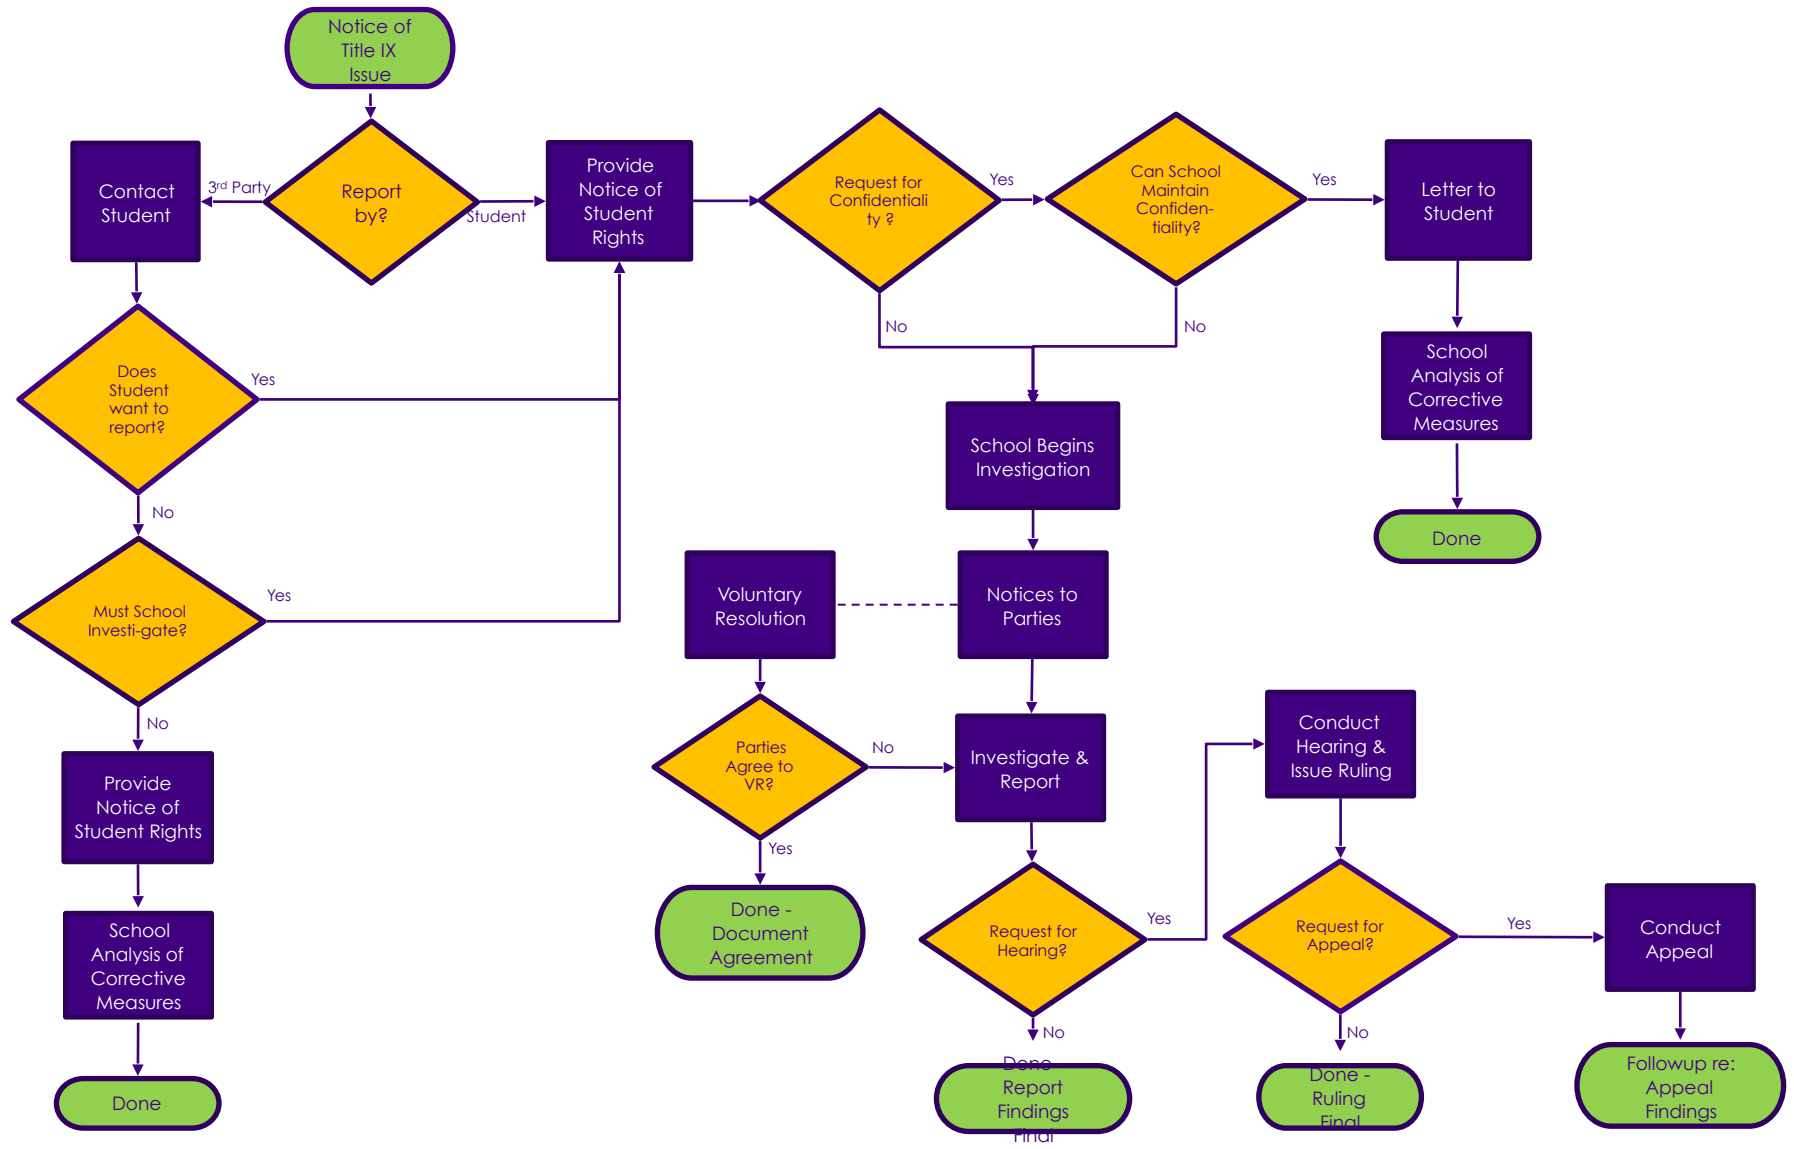 Notice of
Title IX
Issue
Contact
Student
3rd Party
Report
by?
Student
Provide
Notice of
Student
Rights
Request for
Confidentiali
ty ?
Yes
Can School
Maintain
Confiden-
tiality?
Yes
Letter to
Student
No
No
Does
Student
want to
report?
Yes
School
Analysis of
Corrective
Measures
School Begins
Investigation
No
Done
Must School
Investi-gate?
Yes
Voluntary
Resolution
Notices to
Parties
No
Parties
Agree to
VR?
No
Investigate &
Report
Conduct
Hearing &
Issue Ruling
Provide
Notice of
Student Rights
Yes
Done -
Document
Agreement
Request for
Hearing?
Yes
Request for
Appeal?
Yes
Conduct
Appeal
School
Analysis of
Corrective
Measures
No
No
Done
Done -
Report
Findings
Final
Done -
Ruling
Final
Followup re:
Appeal
Findings